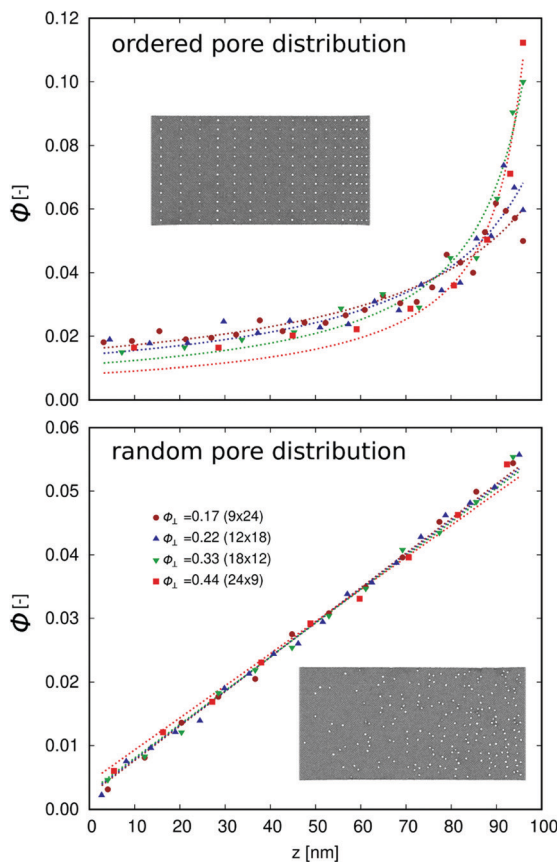 0.12
ordered pore distribution
0.10
0.08
Φ [-]
0.06
0.04
0.02
0.00
0.06
random pore distribution
0.05
Φ⊥ =0.17 (9x24)
Φ⊥ =0.22 (12x18)
0.04
Φ⊥ =0.33 (18x12)
Φ⊥ =0.44 (24x9)
Φ [-]
0.03
0.02
0.01
0.00
0 10 20 30 40 50 60 70 80 90 100
z [nm]